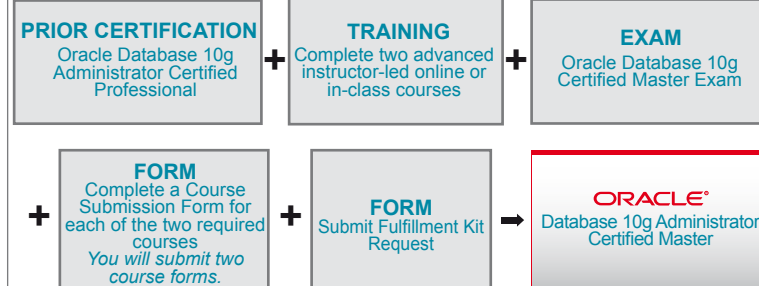 PRIOR CERTIFICATION
Oracle Database 10g
Administrator Certified
Professional
+
TRAINING
Complete two advanced
instructor-led online or
in-class courses
+
EXAM
Oracle Database 10g
Certified Master Exam
+
FORM
Complete a Course
Submission Form for
each of the two required
courses
You will submit two
course forms.
+
FORM
Submit Fulfillment Kit
Request
ORACLE®
Database 10g Administrator
Certified Master